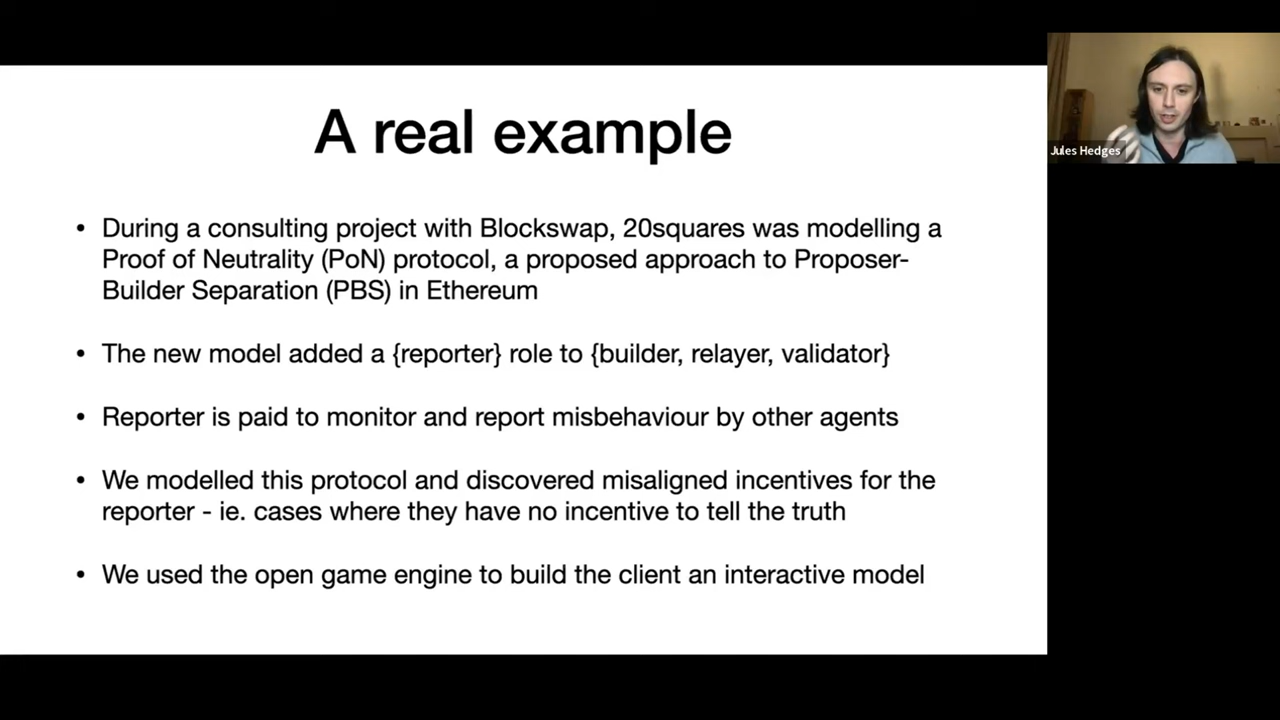 A real example
• During a consulting project with Blockswap, 20squares was modelling a
Proof of Neutrality (PoN) protocol, a proposed approach to Proposer-
Builder Separation (PBS) in Ethereum
• The new model added a {reporter} role to {builder, relayer, validator}
• Reporter is paid to monitor and report misbehaviour by other agents
• We modelled this protocol and discovered misaligned incentives for the
reporter - ie. cases where they have no incentive to tell the truth
• We used the open game engine to build the client an interactive model
Jules Hedges